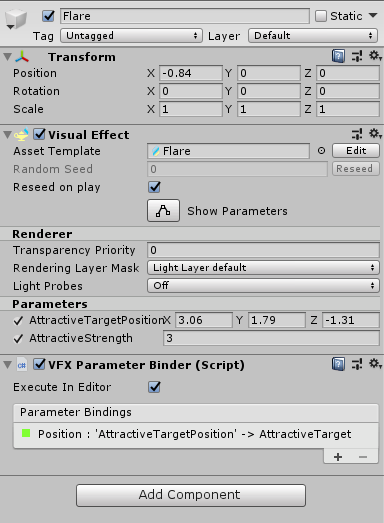 Flare Static
Tag Untagged Layer Default
Transform
Position X -0.84 Y 0 Z 0
Rotation X 0 Y 0 Z 0
Scale X 1 Y 1 Z 1
Visual Effect
Asset Template Flare Edit
Random Seed 0 Reseed
Reseed on play
Show Parameters
Renderer
Transparency Priority 0
Rendering Layer Mask Light Layer default
Light Probes Off
Parameters
AttractiveTargetPosition X 3.06 Y 1.79 Z -1.31
AttractiveStrength 3
C# VFX Parameter Binder (Script)
Execute In Editor
Parameter Bindings
Position : 'AttractiveTargetPosition' -> AttractiveTarget
+ −
Add Component